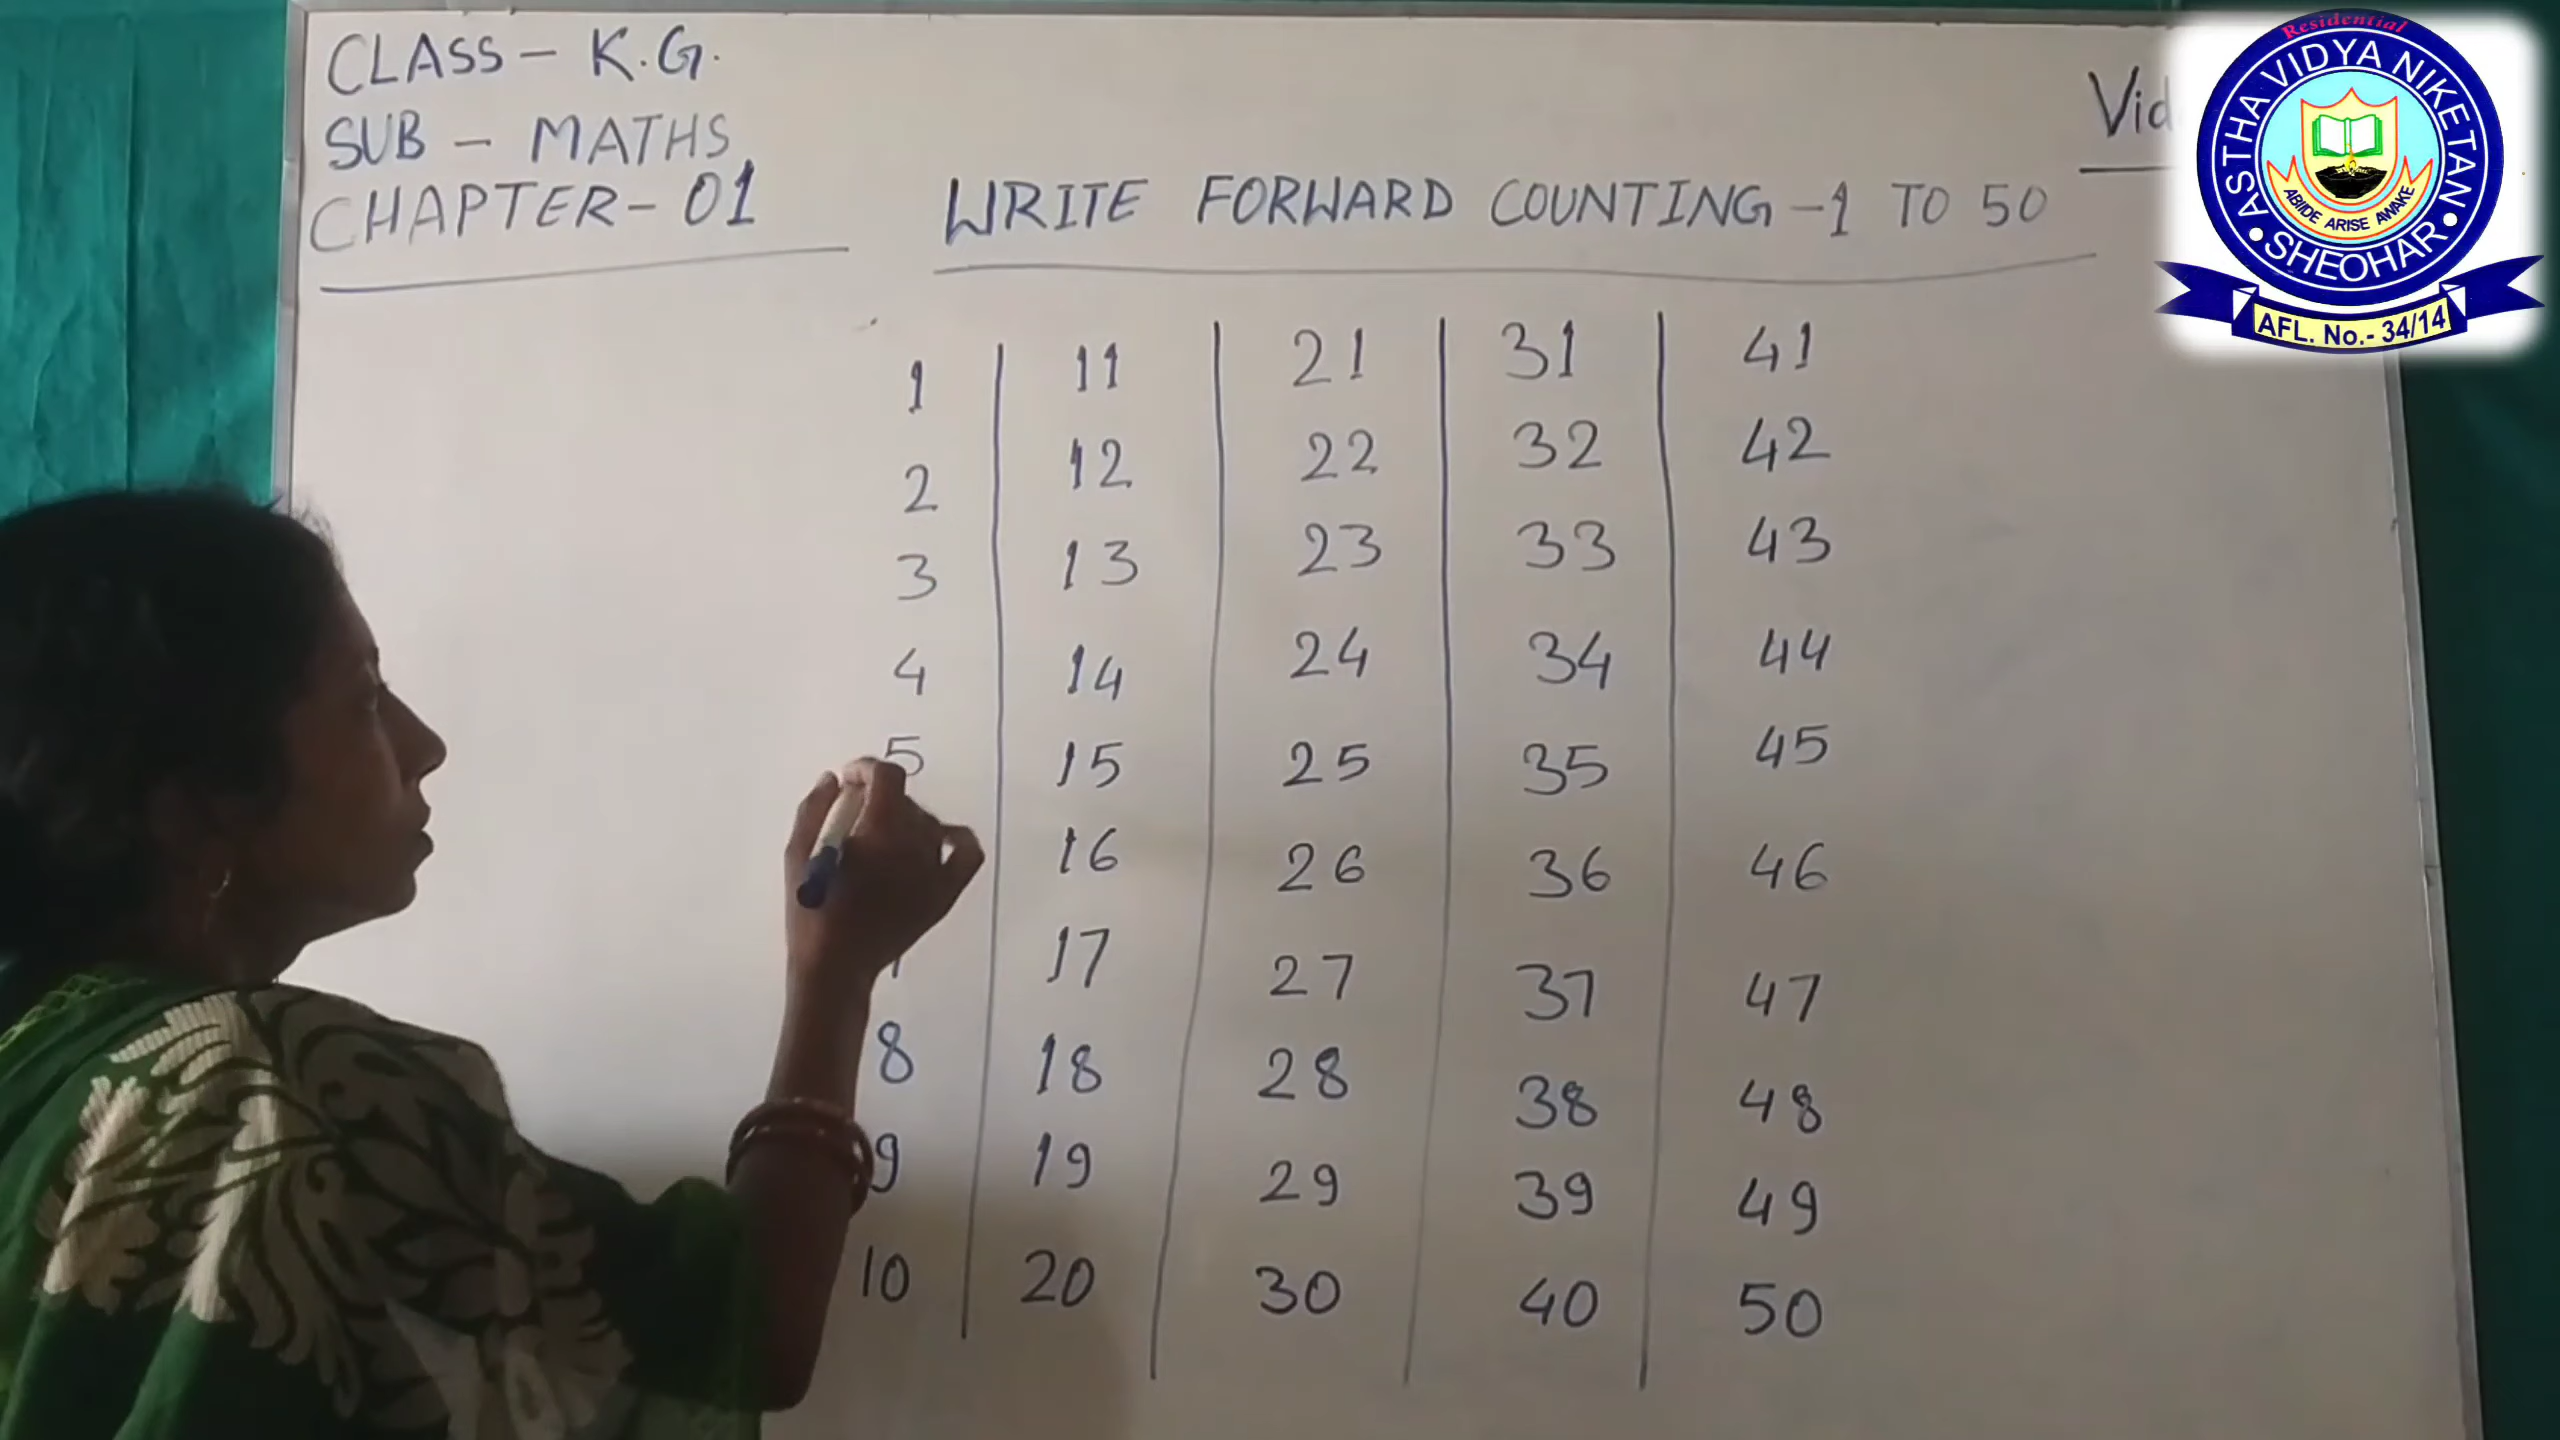 CLASS - K.G.
SUB - MATHS
CHAPTER - 01
WRITE FORWARD COUNTING - 1 TO 50
Residential
ASTHA VIDYA NIKETAN
ABIDE ARISE AWAKE
SHEOHAR
AFL. No.- 34/14
1 11 21 31 41
2 12 22 32 42
3 13 23 33 43
4 14 24 34 44
5 15 25 35 45
16 26 36 46
17 27 37 47
8 18 28 38 48
9 19 29 39 49
10 20 30 40 50